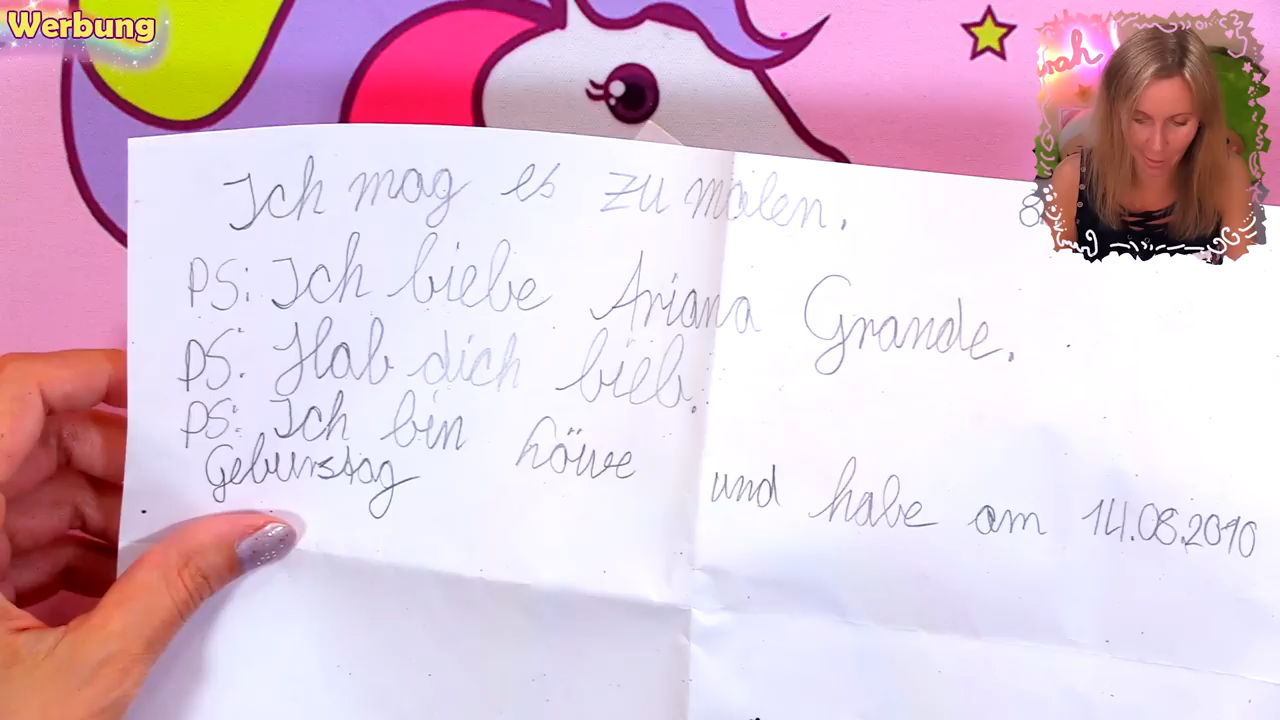 Werbung
Ich mag es zu malen.
PS: Ich liebe Ariana Grande.
PS: Hab dich lieb.
PS: Ich bin Löwe und habe am 14.08.2010
Geburstag